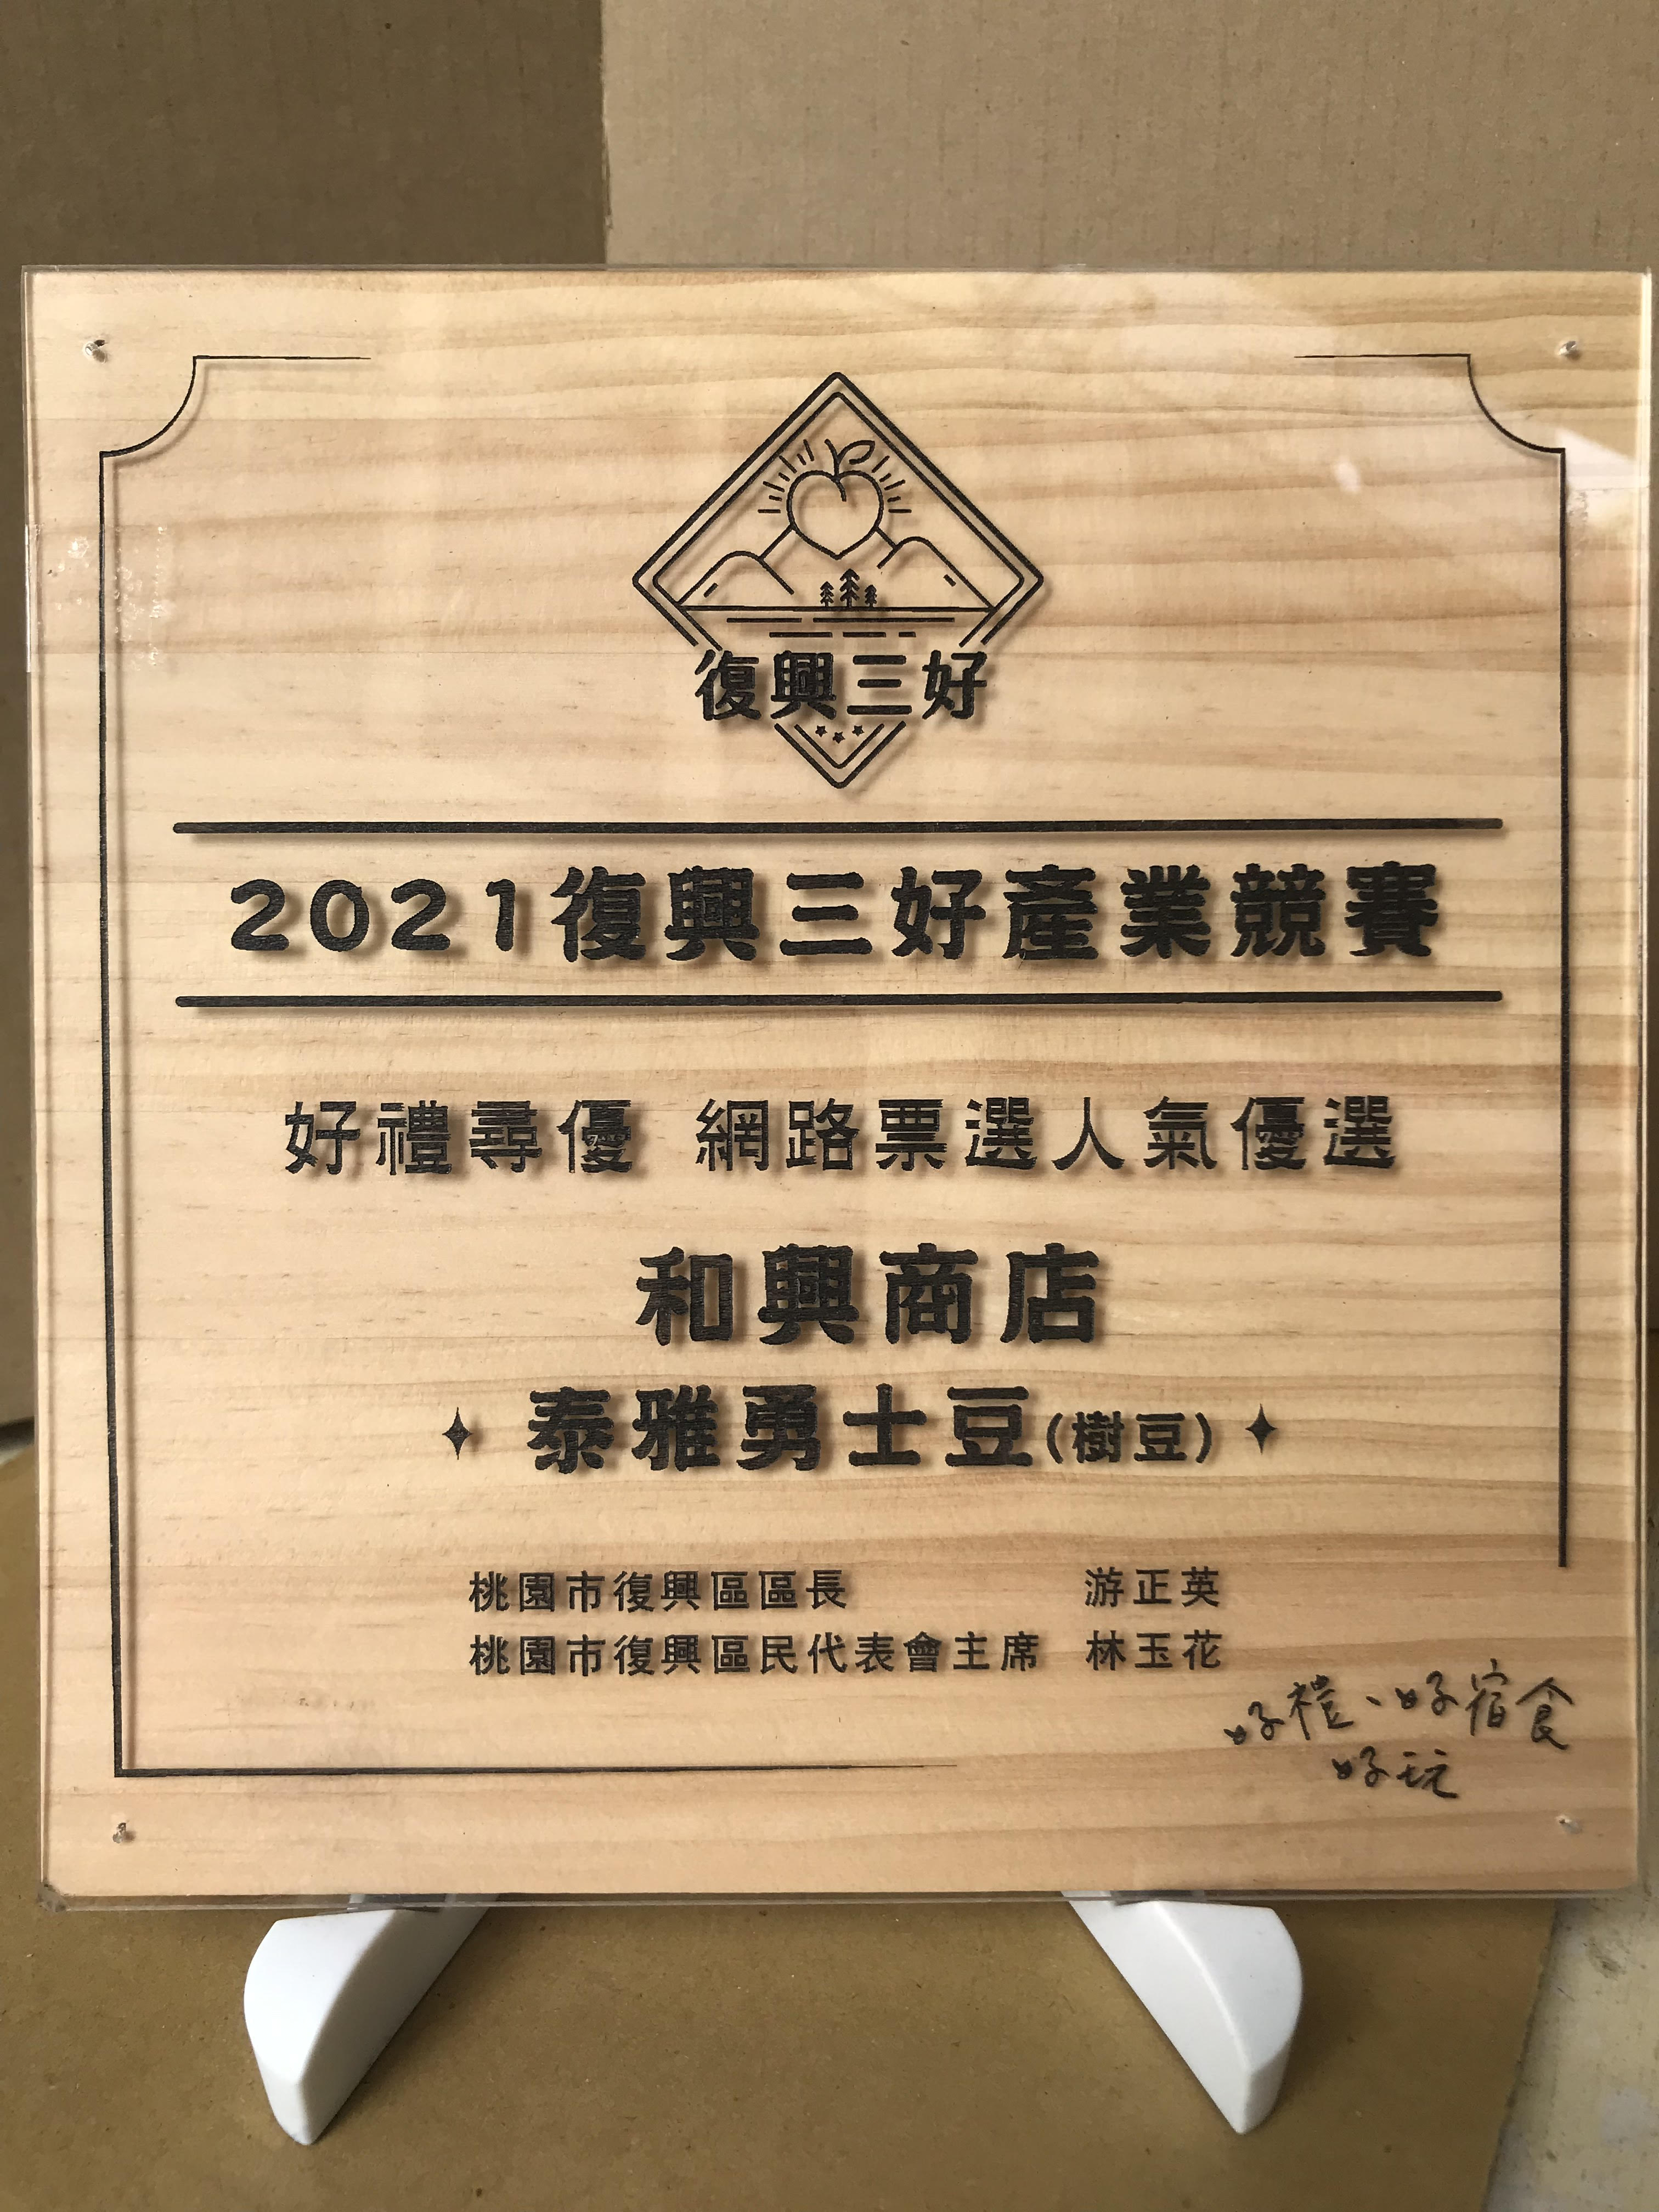 復興三好
2021復興三好產業競賽
好禮尋優 網路票選人氣優選
和興商店
泰雅勇士豆(樹豆)
桃園市復興區區長 游正英
桃園市復興區民代表會主席 林玉花
好禮、好宿食
好玩